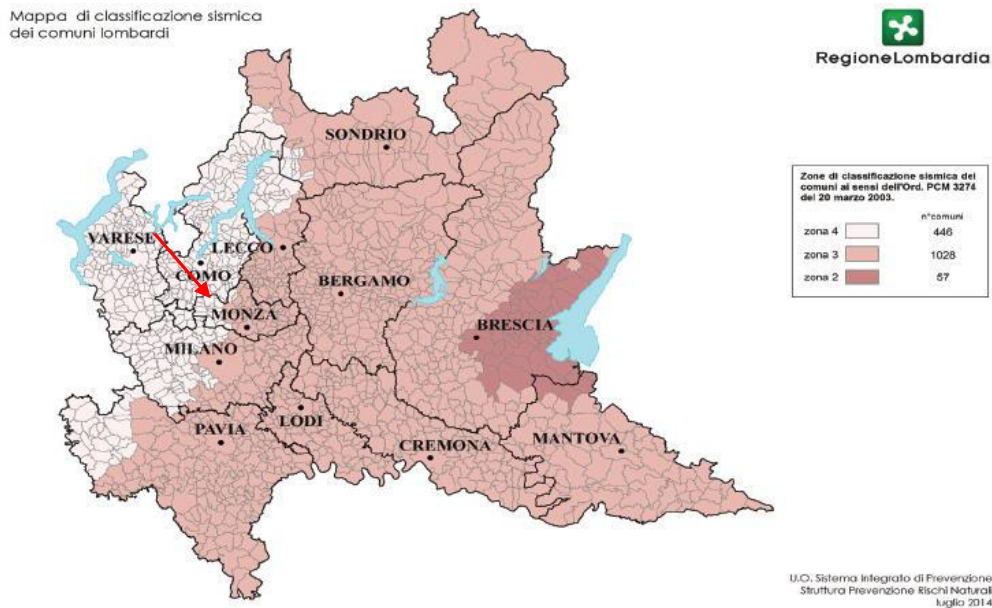 Mappa di classificazione sismica
dei comuni lombardi
RegioneLombardia
SONDRIO
Zone di classificazione sismica dei
comuni ai sensi dell'Ord. PCM 3274
del 20 marzo 2003.
n°comuni
zona 4 446
zona 3 1028
zona 2 57
VARESE
LECCO
COMO
BERGAMO
MONZA
BRESCIA
MILANO
LODI
PAVIA
CREMONA
MANTOVA
U.O. Sistema Integrato di Prevenzione
Struttura Prevenzione Rischi Naturali
luglio 2014